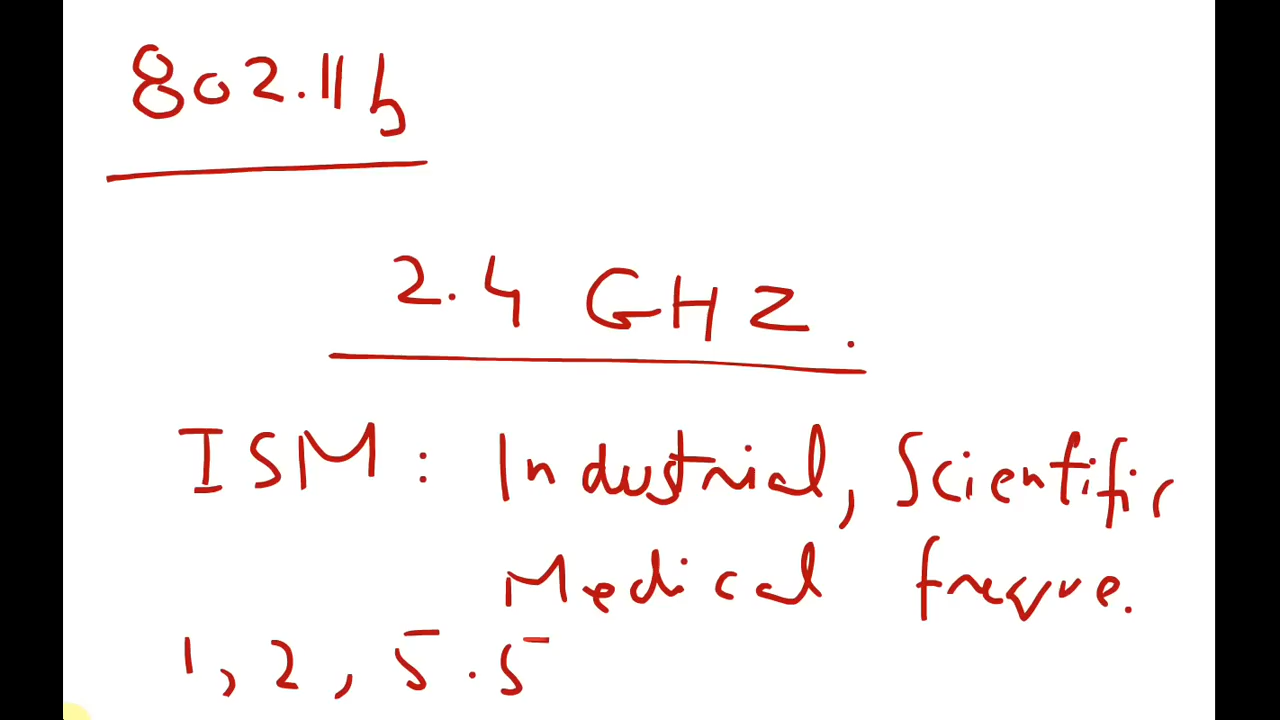 802.11b
2.4 GHZ.
ISM : Industrial, Scientific
Medical freque.
1, 2, 5.5